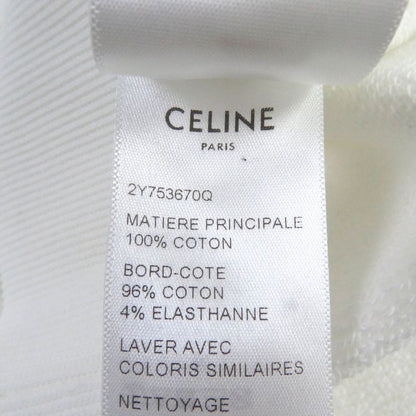 CELINE
PARIS
2Y753670Q
MATIERE PRINCIPALE
100% COTON
BORD-COTE
96% COTON
4% ELASTHANNE
LAVER AVEC
COLORIS SIMILAIRES
NETTOYAGE